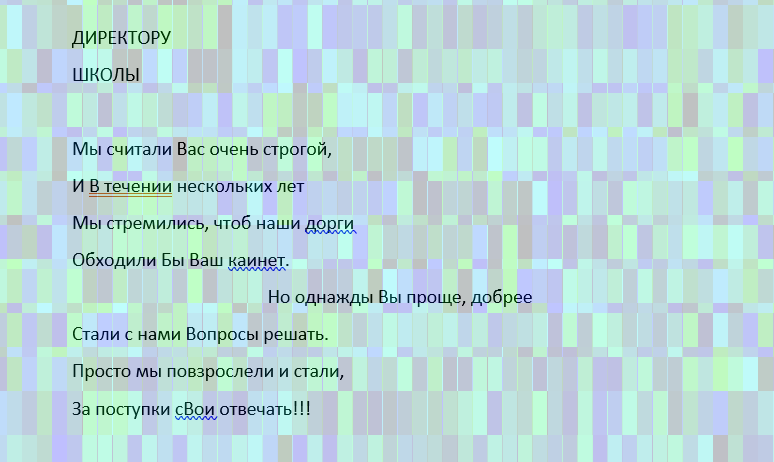 ДИРЕКТОРУ
ШКОЛЫ
Мы считали Вас очень строгой,
И В течении нескольких лет
Мы стремились, чтоб наши дорги
Обходили Бы Ваш каинет.
Но однажды Вы проще, добрее
Стали с нами Вопросы решать.
Просто мы повзрослели и стали,
За поступки сВои отвечать!!!